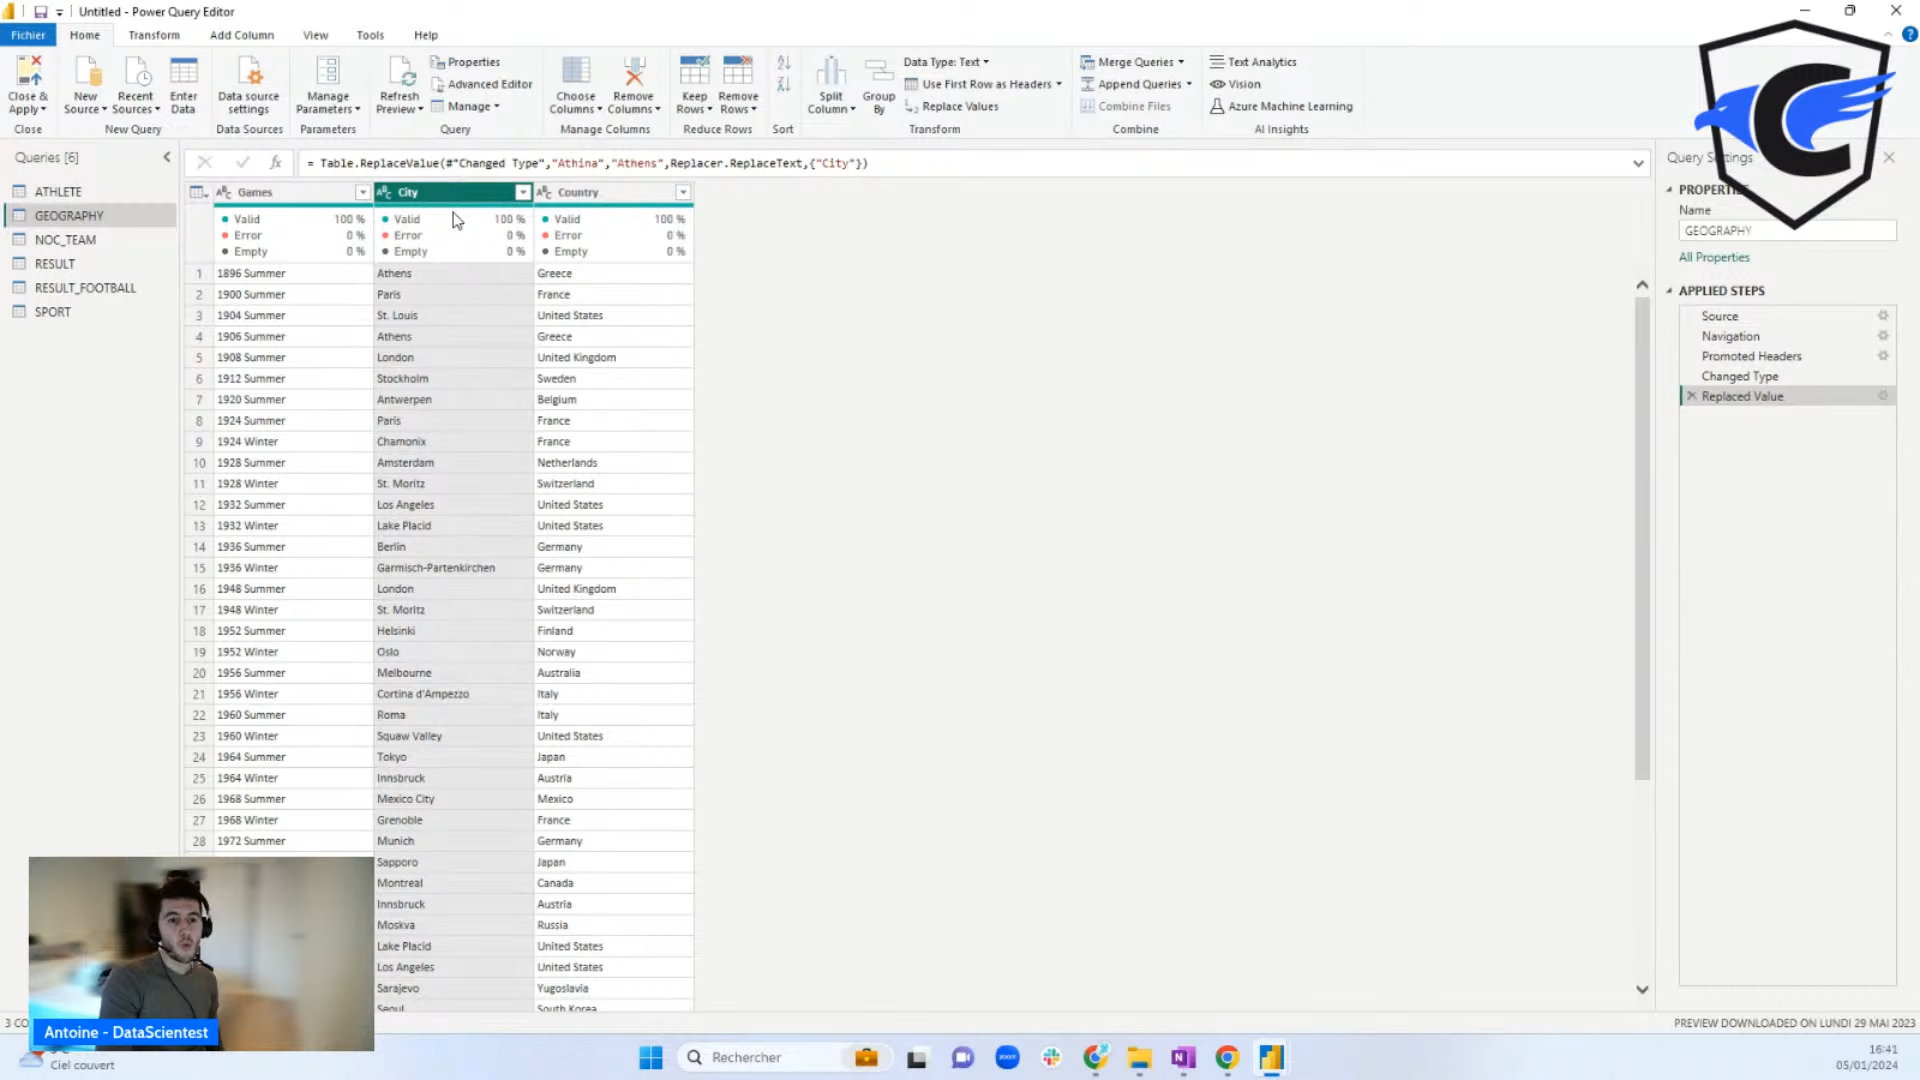 Untitled - Power Query Editor
Fichier Home Transform Add Column View Tools Help
Close & Apply
Close
New Source
Recent Sources
Enter Data
New Query
Data source settings
Data Sources
Manage Parameters
Parameters
Refresh Preview
Properties
Advanced Editor
Manage
Query
Choose Columns
Remove Columns
Manage Columns
Keep Rows
Remove Rows
Reduce Rows
Sort
Split Column
Group By
Data Type: Text
Use First Row as Headers
Replace Values
Transform
Merge Queries
Append Queries
Combine Files
Combine
Text Analytics
Vision
Azure Machine Learning
AI Insights
C
Queries [6]
ATHLETE
GEOGRAPHY
NOC_TEAM
RESULT
RESULT_FOOTBALL
SPORT
fx
= Table.ReplaceValue(#"Changed Type","Athina","Athens",Replacer.ReplaceText,{"City"})
Games City Country
Valid 100 % Valid 100 % Valid 100 %
Error 0 % Error 0 % Error 0 %
Empty 0 % Empty 0 % Empty 0 %
1 1896 Summer Athens Greece
2 1900 Summer Paris France
3 1904 Summer St. Louis United States
4 1906 Summer Athens Greece
5 1908 Summer London United Kingdom
6 1912 Summer Stockholm Sweden
7 1920 Summer Antwerpen Belgium
8 1924 Summer Paris France
9 1924 Winter Chamonix France
10 1928 Summer Amsterdam Netherlands
11 1928 Winter St. Moritz Switzerland
12 1932 Summer Los Angeles United States
13 1932 Winter Lake Placid United States
14 1936 Summer Berlin Germany
15 1936 Winter Garmisch-Partenkirchen Germany
16 1948 Summer London United Kingdom
17 1948 Winter St. Moritz Switzerland
18 1952 Summer Helsinki Finland
19 1952 Winter Oslo Norway
20 1956 Summer Melbourne Australia
21 1956 Winter Cortina d'Ampezzo Italy
22 1960 Summer Roma Italy
23 1960 Winter Squaw Valley United States
24 1964 Summer Tokyo Japan
25 1964 Winter Innsbruck Austria
26 1968 Summer Mexico City Mexico
27 1968 Winter Grenoble France
28 1972 Summer Munich Germany
Sapporo Japan
Montreal Canada
Innsbruck Austria
Moskva Russia
Lake Placid United States
Los Angeles United States
Sarajevo Yugoslavia
Seoul South Korea
Query Settings
PROPERTIES
Name
GEOGRAPHY
All Properties
APPLIED STEPS
Source
Navigation
Promoted Headers
Changed Type
Replaced Value
3 CO
PREVIEW DOWNLOADED ON LUNDI 29 MAI 2023
Antoine - DataScientest
Ciel couvert
Rechercher
zoom
16:41
05/01/2024